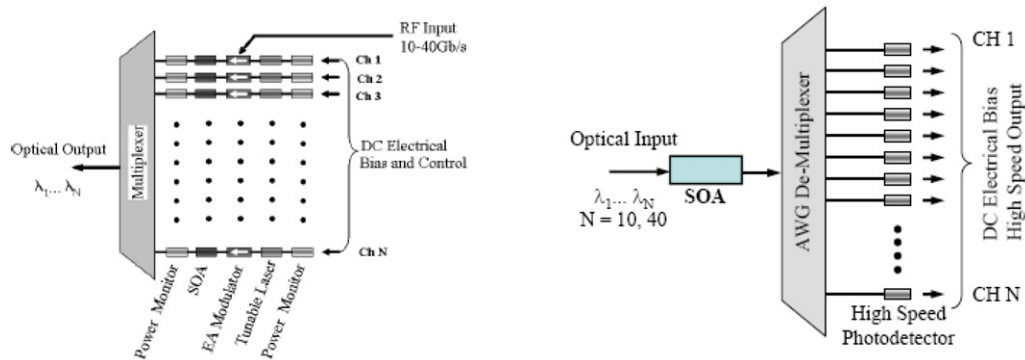 RF Input
10-40Gb/s
Ch 1
Ch 2
Ch 3
Optical Output
λ1... λN
Multiplexer
DC Electrical
Bias and Control
Ch N
Power Monitor
SOA
EA Modulator
Tunable Laser
Power Monitor
Optical Input
λ1... λN
N = 10, 40
SOA
AWG De-Multiplexer
CH 1
DC Electrical Bias
High Speed Output
CH N
High Speed
Photodetector